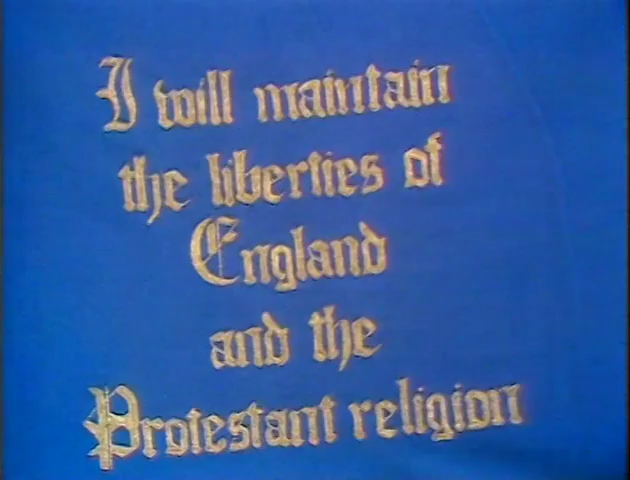 I will maintain
the liberties of
England
and the
Protestant religion